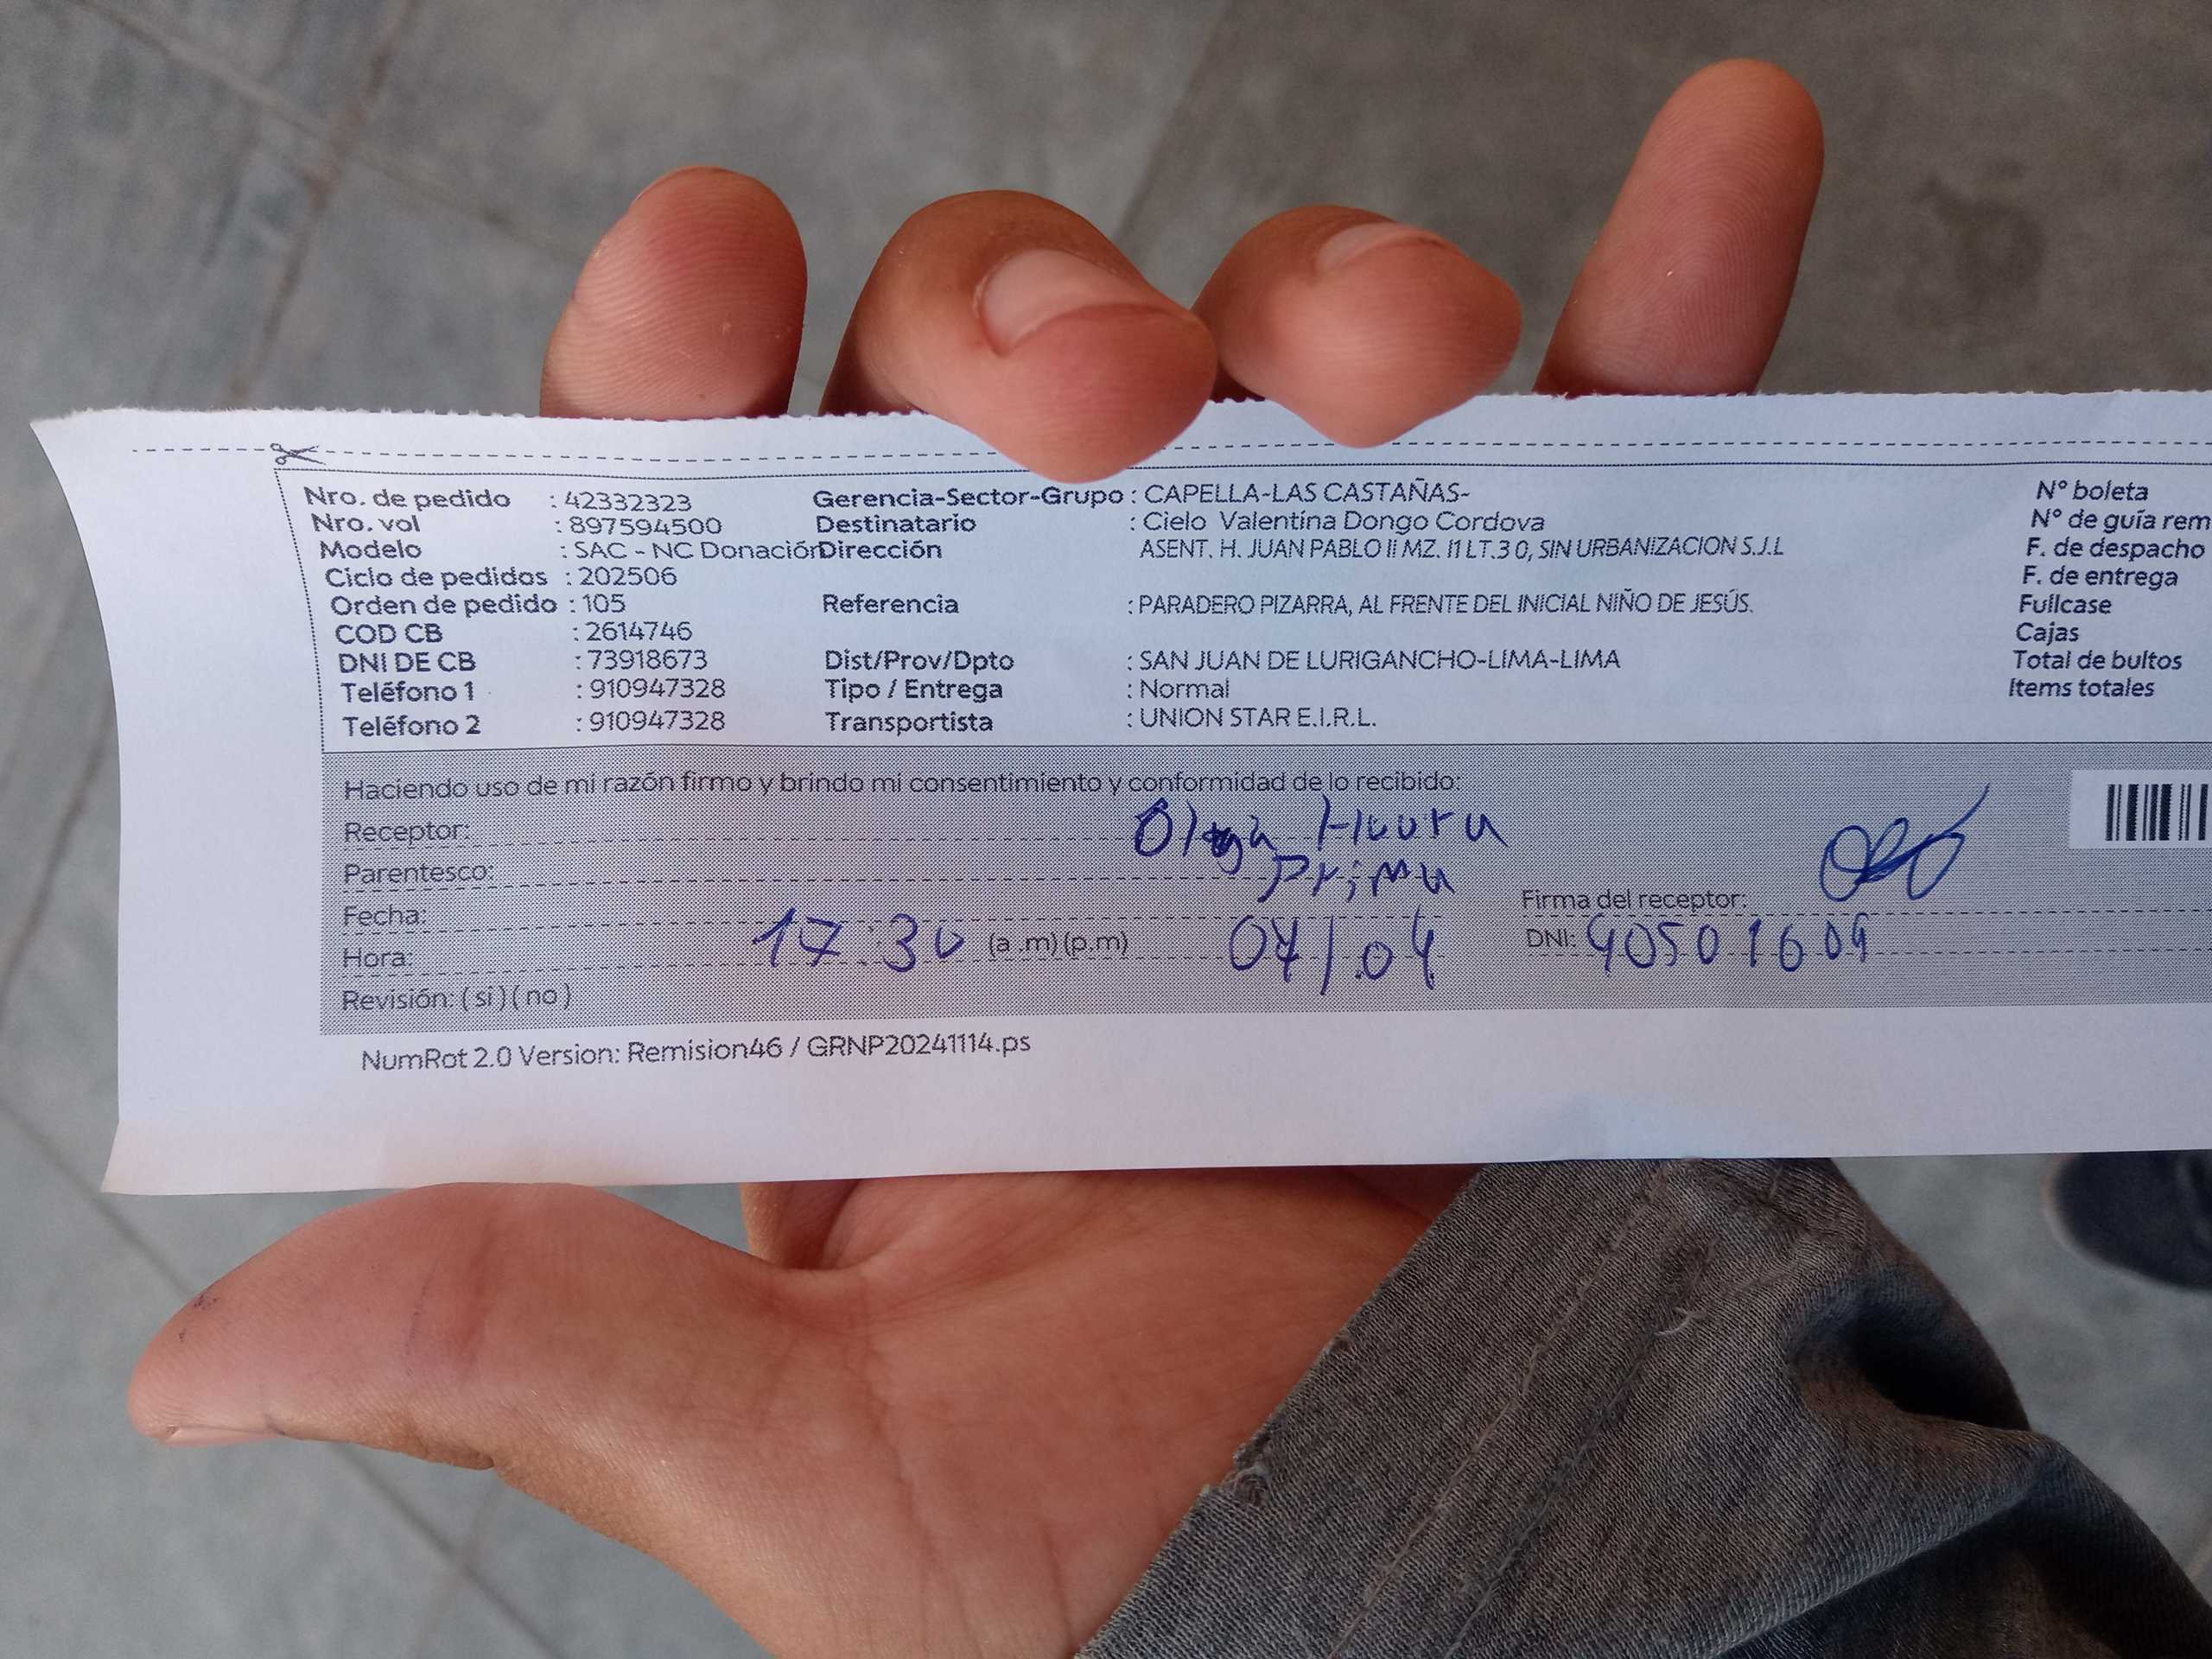 Nro. de pedido : 42332323 Gerencia-Sector-Grupo : CAPELLA-LAS CASTAÑAS- N° boleta
Nro. vol : 897594500 Destinatario : Cielo Valentina Dongo Cordova N° de guía rem
Modelo : SAC - NC Donación Dirección ASENT. H. JUAN PABLO II MZ. I1 LT.3 0, SIN URBANIZACION S.J.L F. de despacho
Ciclo de pedidos : 202506 F. de entrega
Orden de pedido : 105 Referencia : PARADERO PIZARRA, AL FRENTE DEL INICIAL NIÑO DE JESÚS. Fullcase
COD CB : 2614746 Cajas
DNI DE CB : 73918673 Dist/Prov/Dpto : SAN JUAN DE LURIGANCHO-LIMA-LIMA Total de bultos
Teléfono 1 : 910947328 Tipo / Entrega : Normal Items totales
Teléfono 2 : 910947328 Transportista : UNION STAR E.I.R.L.
Haciendo uso de mi razón firmo y brindo mi consentimiento y conformidad de lo recibido:
Receptor: Olga
Parentesco: Prima
Fecha: Firma del receptor:
Hora: 17:30 (a.m)(p.m) 07/04 DNI: 40501609
Revisión: (si)(no)
NumRot 2.0 Version: Remision46 / GRNP20241114.ps